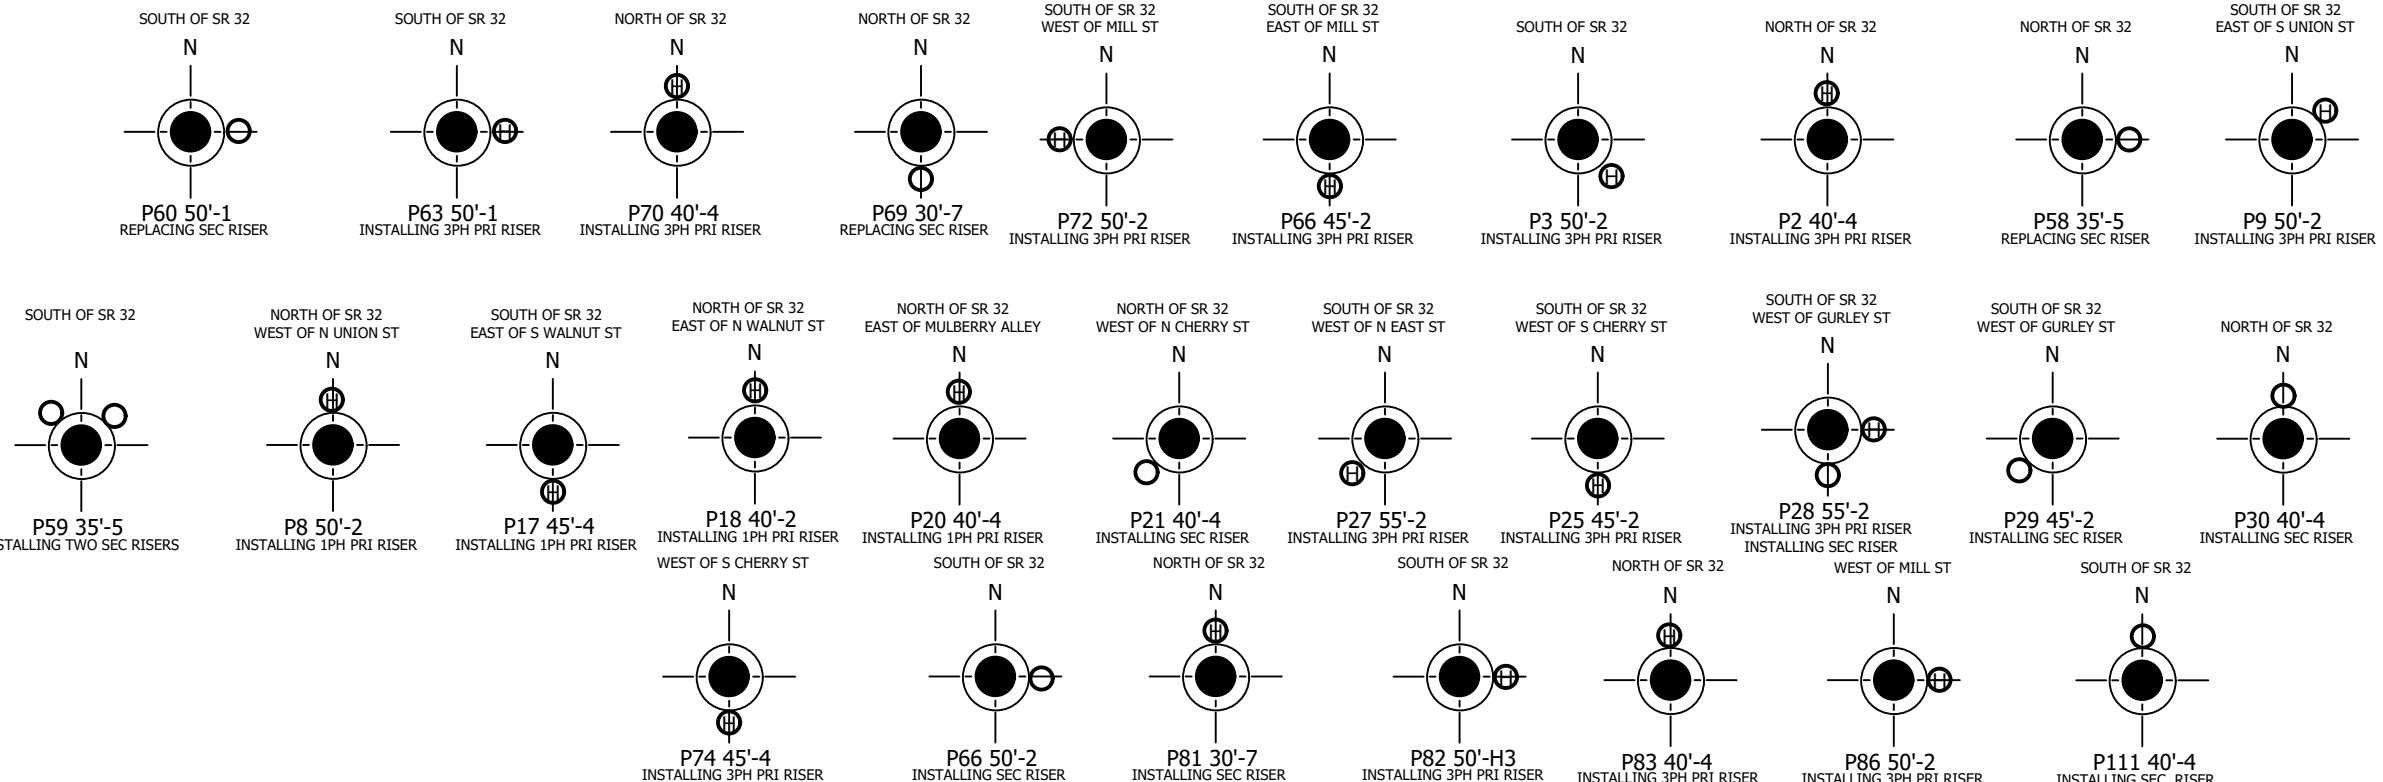 SOUTH OF SR 32
N
P60 50'-1
REPLACING SEC RISER
SOUTH OF SR 32
N
H
P63 50'-1
INSTALLING 3PH PRI RISER
NORTH OF SR 32
N
H
P70 40'-4
INSTALLING 3PH PRI RISER
NORTH OF SR 32
N
P69 30'-7
REPLACING SEC RISER
SOUTH OF SR 32
WEST OF MILL ST
N
H
P72 50'-2
INSTALLING 3PH PRI RISER
SOUTH OF SR 32
EAST OF MILL ST
N
H
P66 45'-2
INSTALLING 3PH PRI RISER
SOUTH OF SR 32
N
H
P3 50'-2
INSTALLING 3PH PRI RISER
NORTH OF SR 32
N
H
P2 40'-4
INSTALLING 3PH PRI RISER
NORTH OF SR 32
N
P58 35'-5
REPLACING SEC RISER
SOUTH OF SR 32
EAST OF S UNION ST
N
H
P9 50'-2
INSTALLING 3PH PRI RISER
SOUTH OF SR 32
N
P59 35'-5
STALLING TWO SEC RISERS
NORTH OF SR 32
WEST OF N UNION ST
N
H
P8 50'-2
INSTALLING 1PH PRI RISER
SOUTH OF SR 32
EAST OF S WALNUT ST
N
H
P17 45'-4
INSTALLING 1PH PRI RISER
NORTH OF SR 32
EAST OF N WALNUT ST
N
H
P18 40'-2
INSTALLING 1PH PRI RISER
NORTH OF SR 32
EAST OF MULBERRY ALLEY
N
H
P20 40'-4
INSTALLING 1PH PRI RISER
NORTH OF SR 32
WEST OF N CHERRY ST
N
P21 40'-4
INSTALLING SEC RISER
SOUTH OF SR 32
WEST OF N EAST ST
N
H
P27 55'-2
INSTALLING 3PH PRI RISER
SOUTH OF SR 32
WEST OF S CHERRY ST
N
H
P25 45'-2
INSTALLING 3PH PRI RISER
SOUTH OF SR 32
WEST OF GURLEY ST
N
H
P28 55'-2
INSTALLING 3PH PRI RISER
INSTALLING SEC RISER
SOUTH OF SR 32
WEST OF GURLEY ST
N
P29 45'-2
INSTALLING SEC RISER
NORTH OF SR 32
N
P30 40'-4
INSTALLING SEC RISER
WEST OF S CHERRY ST
N
H
P74 45'-4
INSTALLING 3PH PRI RISER
SOUTH OF SR 32
N
P66 50'-2
INSTALLING SEC RISER
NORTH OF SR 32
N
H
P81 30'-7
INSTALLING SEC RISER
SOUTH OF SR 32
N
H
P82 50'-H3
INSTALLING 3PH PRI RISER
NORTH OF SR 32
N
H
P83 40'-4
INSTALLING 3PH PRI RISER
WEST OF MILL ST
N
H
P86 50'-2
INSTALLING 3PH PRI RISER
SOUTH OF SR 32
N
P111 40'-4
INSTALLING SEC RISER